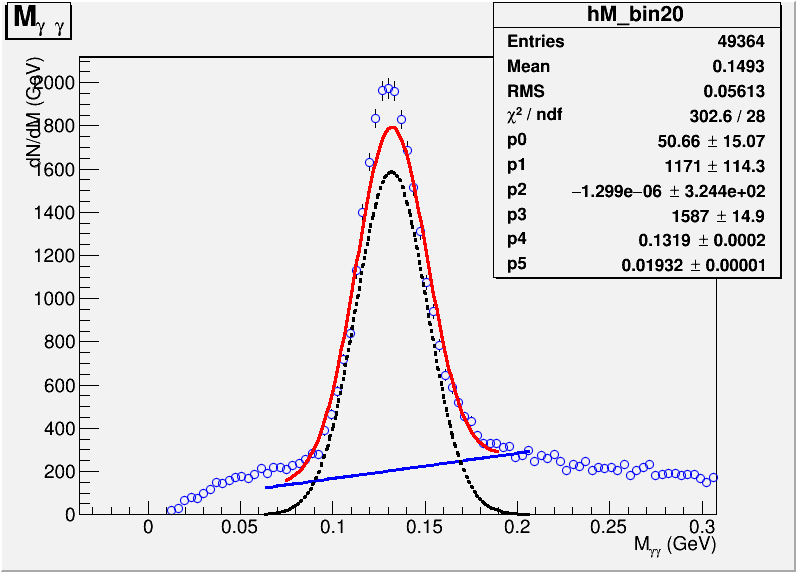 M γ γ
hM_bin20
Entries 49364
Mean 0.1493
RMS 0.05613
χ² / ndf 302.6 / 28
p0 50.66 ± 15.07
p1 1171 ± 114.3
p2 −1.299e−06 ± 3.244e+02
p3 1587 ± 14.9
p4 0.1319 ± 0.0002
p5 0.01932 ± 0.00001
dN/dM (GeV)
2000
1800
1600
1400
1200
1000
800
600
400
200
0
0 0.05 0.1 0.15 0.2 0.25 0.3
Mγγ (GeV)